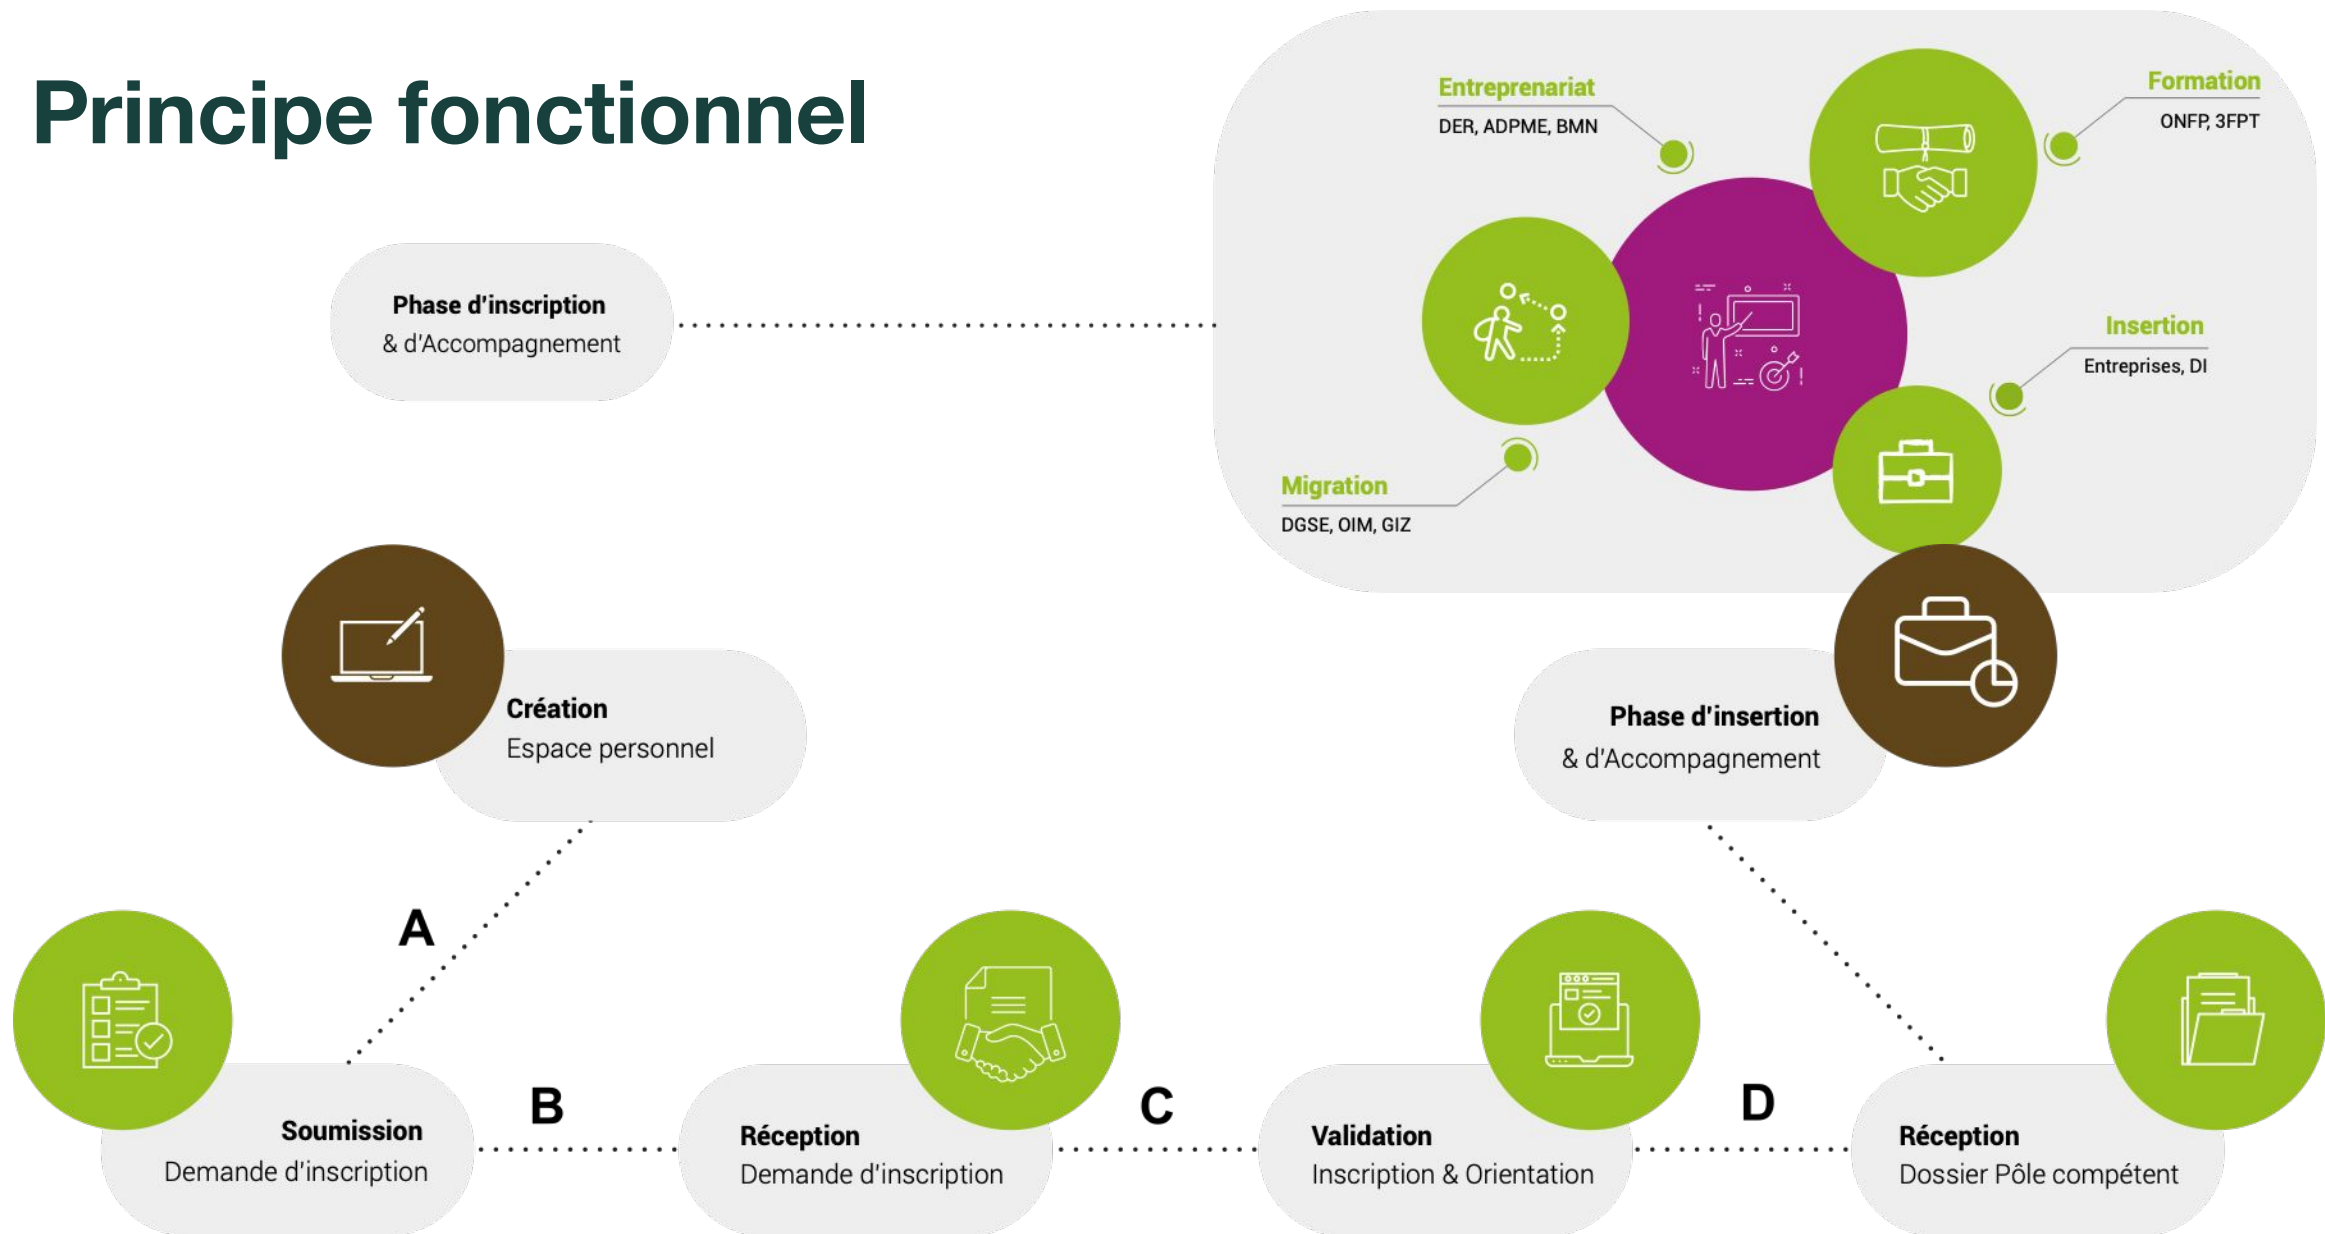 Principe fonctionnel
Entreprenariat
DER, ADPME, BMN
Formation
ONFP, 3FPT
Phase d'inscription
& d'Accompagnement
Insertion
Entreprises, DI
Migration
DGSE, OIM, GIZ
Création
Espace personnel
Phase d'insertion
& d'Accompagnement
A
B
C
D
Soumission
Demande d'inscription
Réception
Demande d'inscription
Validation
Inscription & Orientation
Réception
Dossier Pôle compétent